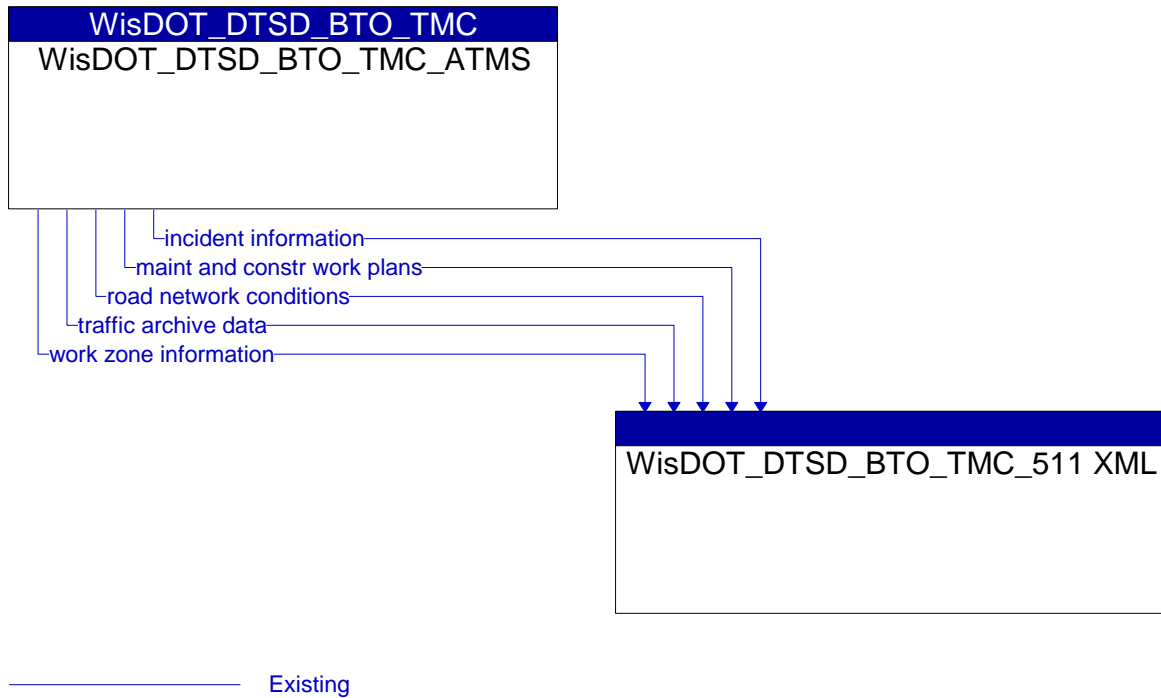 WisDOT_DTSD_BTO_TMC
WisDOT_DTSD_BTO_TMC_ATMS
incident information
maint and constr work plans
road network conditions
traffic archive data
work zone information
WisDOT_DTSD_BTO_TMC_511 XML
Existing